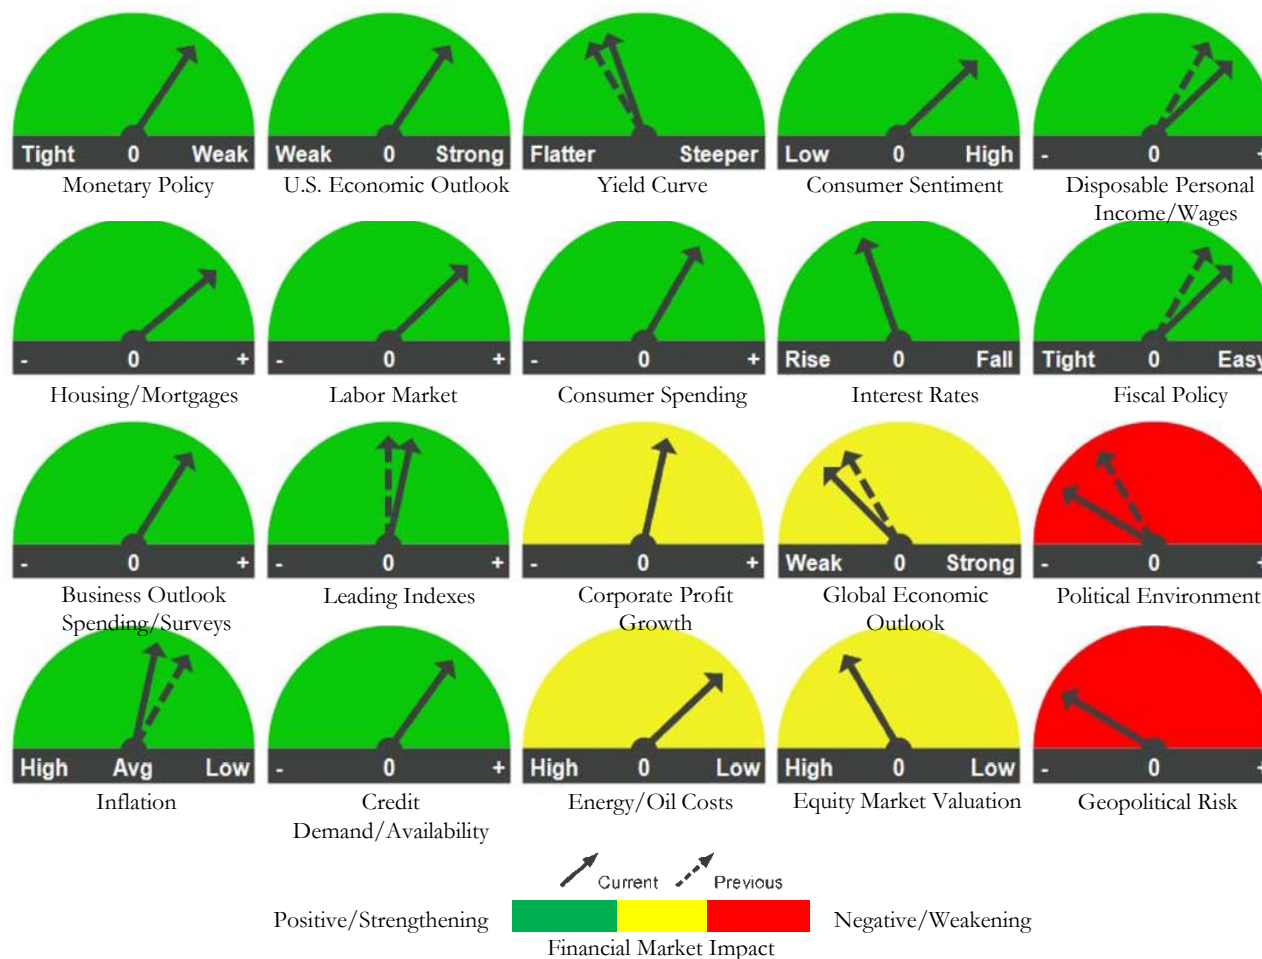 Tight 0 Weak
Weak 0 Strong
Flatter Steeper
Low 0 High
- 0 +
Monetary Policy
U.S. Economic Outlook
Yield Curve
Consumer Sentiment
Disposable Personal
Income/Wages
- 0 +
- 0 +
- 0 +
Rise 0 Fall
Tight 0 Easy
Housing/Mortgages
Labor Market
Consumer Spending
Interest Rates
Fiscal Policy
- 0 +
- 0 +
- 0 +
Weak 0 Strong
- 0 +
Business Outlook
Spending/Surveys
Leading Indexes
Corporate Profit
Growth
Global Economic
Outlook
Political Environment
High Avg Low
- 0 +
High 0 Low
High 0 Low
- 0 +
Inflation
Credit
Demand/Availability
Energy/Oil Costs
Equity Market Valuation
Geopolitical Risk
Current Previous
Positive/Strengthening Negative/Weakening
Financial Market Impact